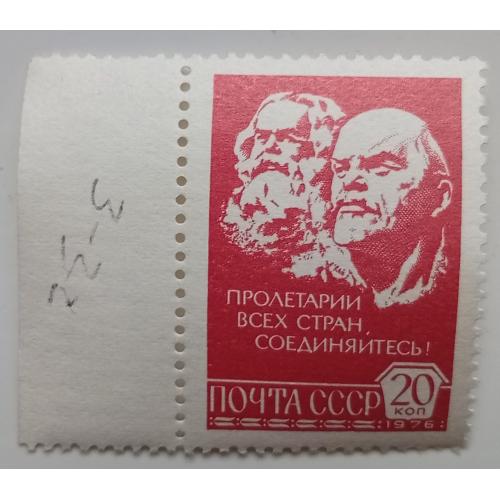 ПРОЛЕТАРИИ
ВСЕХ СТРАН,
СОЕДИНЯЙТЕСЬ!
ПОЧТА СССР
20
КОП
1976